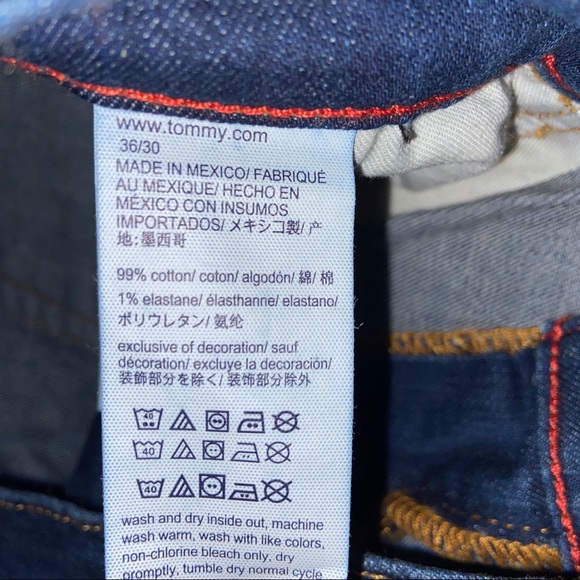 www.tommy.com
36/30
MADE IN MEXICO/ FABRIQUÉ
AU MEXIQUE/ HECHO EN
MÉXICO CON INSUMOS
IMPORTADOS/ メキシコ製/ 产
地:墨西哥
99% cotton/ coton/ algodón/ 綿/ 棉
1% elastane/ élasthanne/ elastano/
ポリウレタン/ 氨纶
exclusive of decoration/ sauf
décoration/ excluye la decoración/
装飾部分を除く/ 装饰部分除外
40
40
40
wash and dry inside out, machine
wash warm, wash with like colors,
non-chlorine bleach only, dry
promptly, tumble dry normal cycle